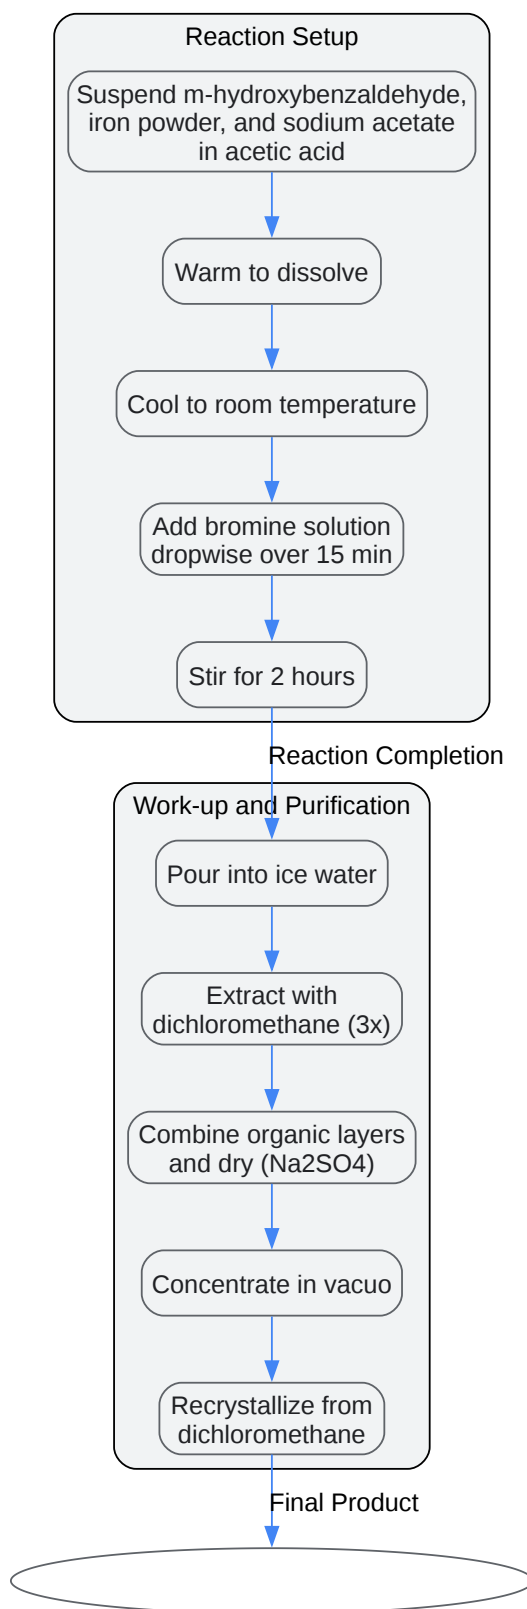 Reaction Setup
Suspend m-hydroxybenzaldehyde,
iron powder, and sodium acetate
in acetic acid
Warm to dissolve
Cool to room temperature
Add bromine solution
dropwise over 15 min
Stir for 2 hours
Reaction Completion
Work-up and Purification
Pour into ice water
Extract with
dichloromethane (3x)
Combine organic layers
and dry (Na2SO4)
Concentrate in vacuo
Recrystallize from
dichloromethane
Final Product